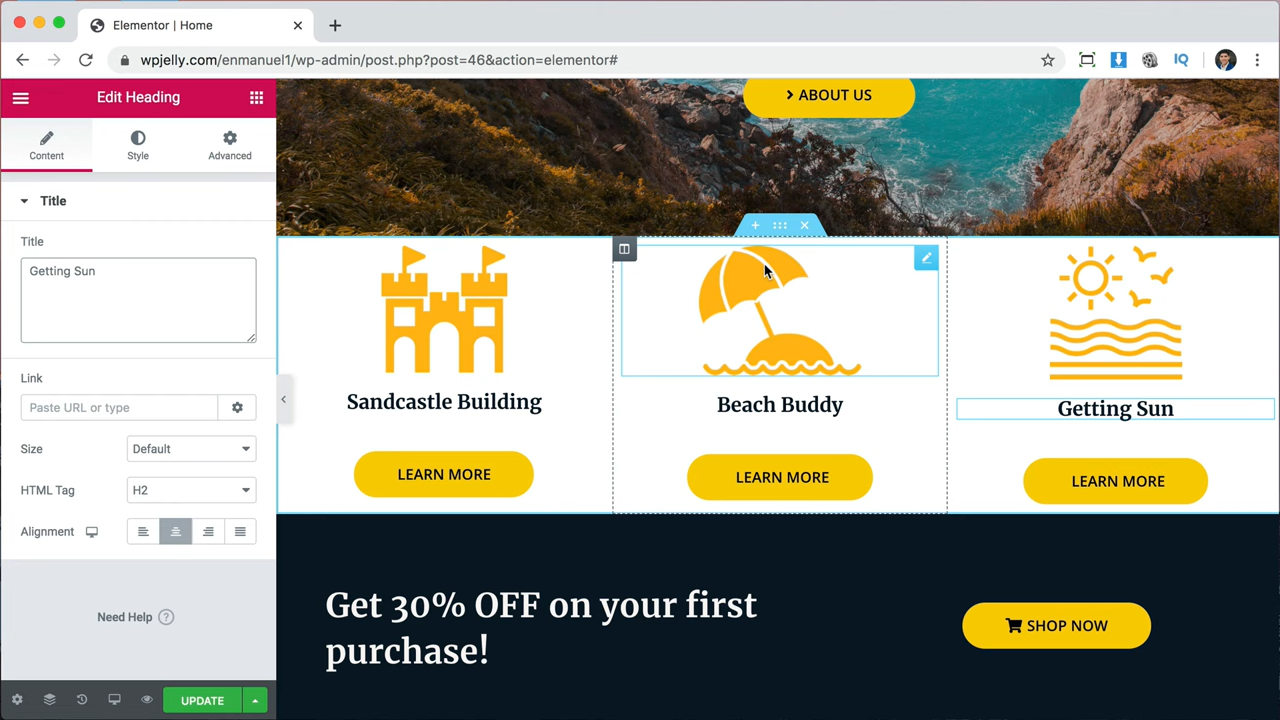 Elementor | Home
wpjelly.com/enmanuel1/wp-admin/post.php?post=46&action=elementor#
IQ
Edit Heading
Content
Style
Advanced
Title
Title
Getting Sun
Link
Paste URL or type
Size
Default
HTML Tag
H2
Alignment
Need Help ?
UPDATE
ABOUT US
Sandcastle Building
Beach Buddy
Getting Sun
LEARN MORE
LEARN MORE
LEARN MORE
Get 30% OFF on your first
purchase!
SHOP NOW